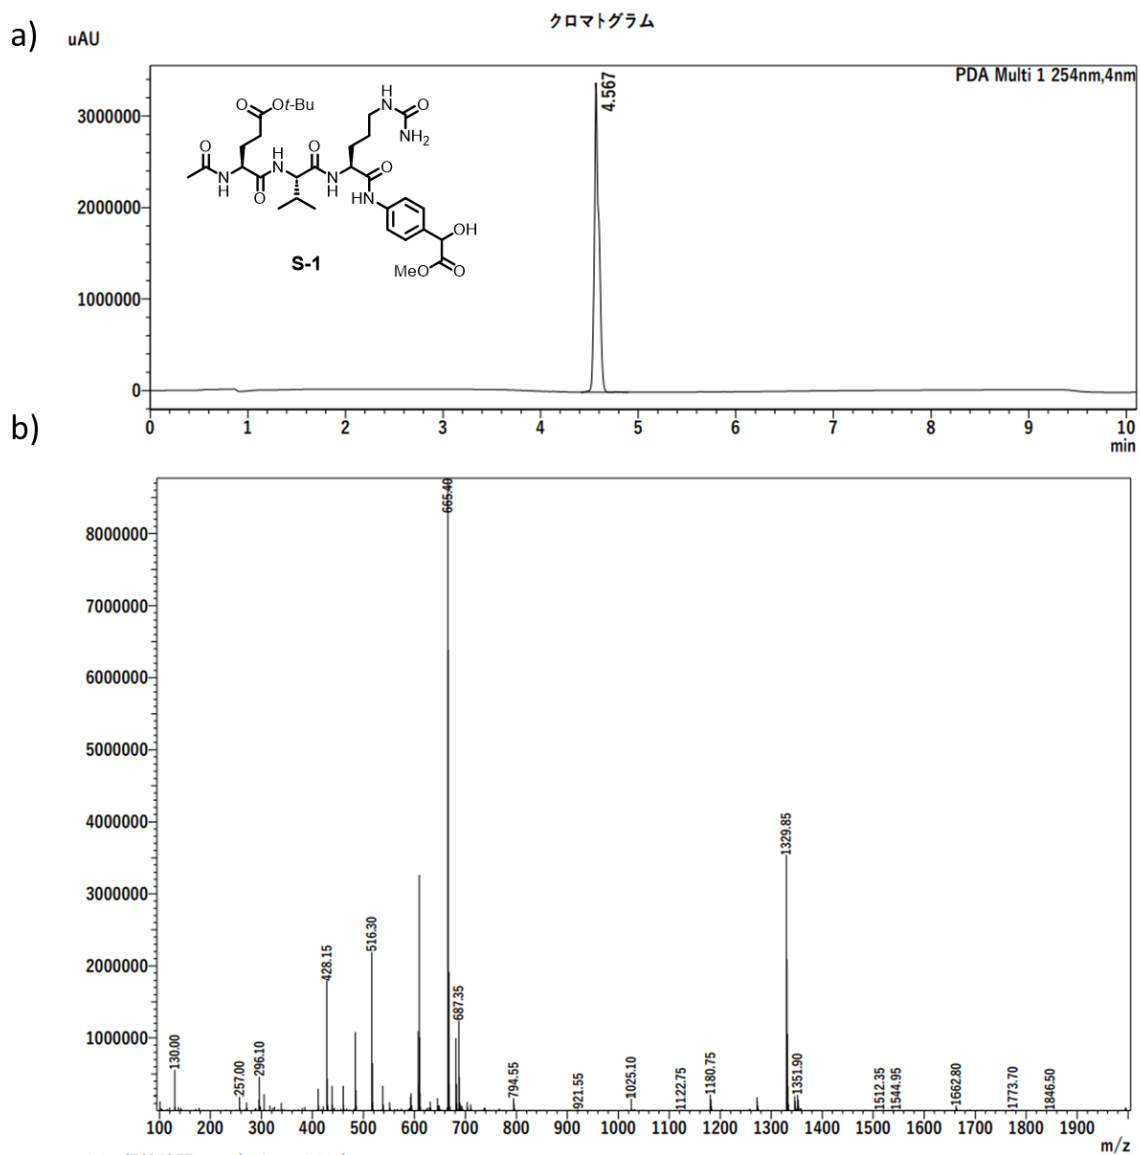 a)
uAU
クロマトグラム
PDA Multi 1 254nm,4nm
4.567
3000000
2000000
1000000
0
O
Ot-Bu
H
N
O
NH₂
O
N
H
O
H
N
O
N
H
O
HN
OH
MeO
O
S-1
0 1 2 3 4 5 6 7 8 9 10
min
b)
8000000
7000000
6000000
5000000
4000000
3000000
2000000
1000000
130.00
257.00
296.10
428.15
516.30
665.40
687.35
794.55
921.55
1025.10
1122.75
1180.75
1329.85
1351.90
1512.35
1544.95
1662.80
1773.70
1846.50
100 200 300 400 500 600 700 800 900 1000 1100 1200 1300 1400 1500 1600 1700 1800 1900
m/z